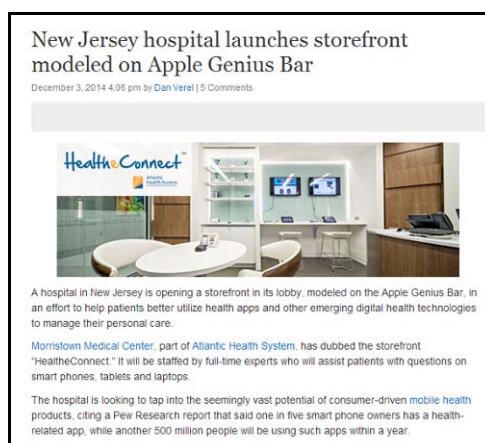 New Jersey hospital launches storefront
modeled on Apple Genius Bar
December 3, 2014 4:06 pm by Dan Verel | 5 Comments
HealtheConnect™
Atlantic
Health System
A hospital in New Jersey is opening a storefront in its lobby, modeled on the Apple Genius Bar, in
an effort to help patients better utilize health apps and other emerging digital health technologies
to manage their personal care.
Morristown Medical Center, part of Atlantic Health System, has dubbed the storefront
"HealtheConnect." It will be staffed by full-time experts who will assist patients with questions on
smart phones, tablets and laptops.
The hospital is looking to tap into the seemingly vast potential of consumer-driven mobile health
products, citing a Pew Research report that said one in five smart phone owners has a health-
related app, while another 500 million people will be using such apps within a year.